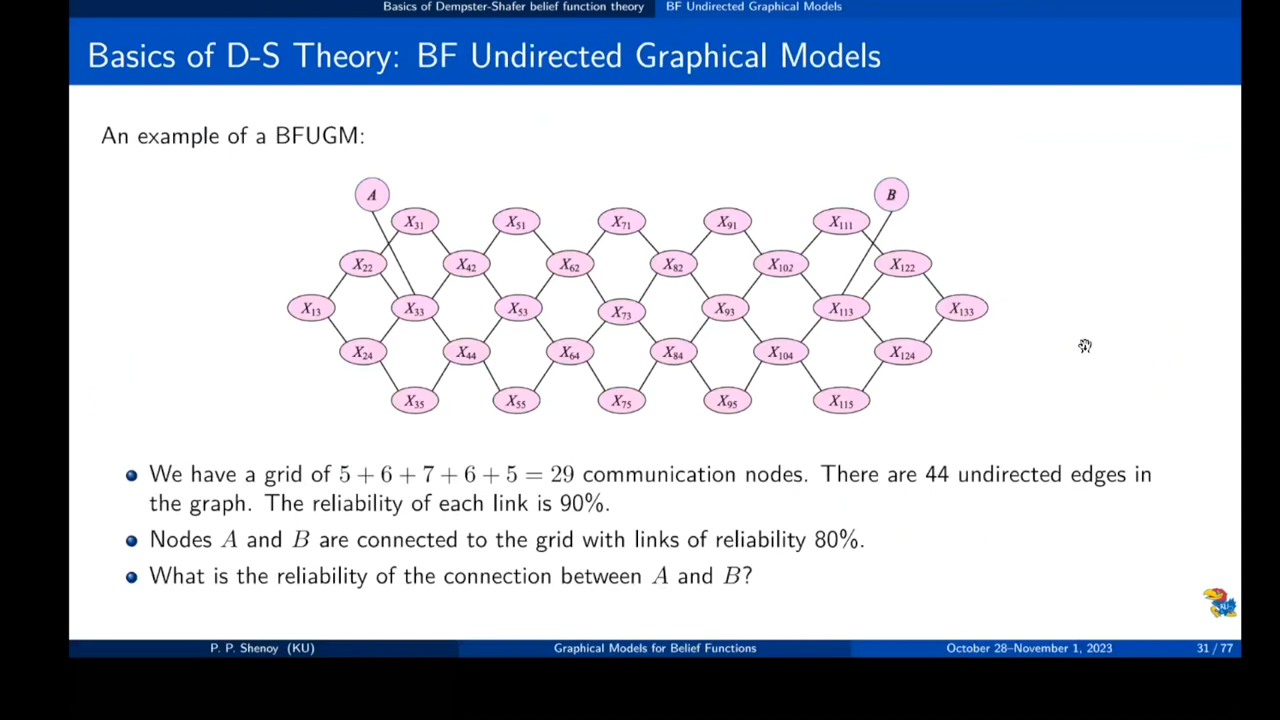 Basics of Dempster-Shafer belief function theory BF Undirected Graphical Models
Basics of D-S Theory: BF Undirected Graphical Models
An example of a BFUGM:
A B
X31 X51 X71 X91 X111
X22 X42 X62 X82 X102 X122
X13 X33 X53 X73 X93 X113 X133
X24 X44 X64 X84 X104 X124
X35 X55 X75 X95 X115
We have a grid of 5 + 6 + 7 + 6 + 5 = 29 communication nodes. There are 44 undirected edges in
the graph. The reliability of each link is 90%.
Nodes A and B are connected to the grid with links of reliability 80%.
What is the reliability of the connection between A and B?
KU
P. P. Shenoy (KU) Graphical Models for Belief Functions October 28–November 1, 2023 31 / 77